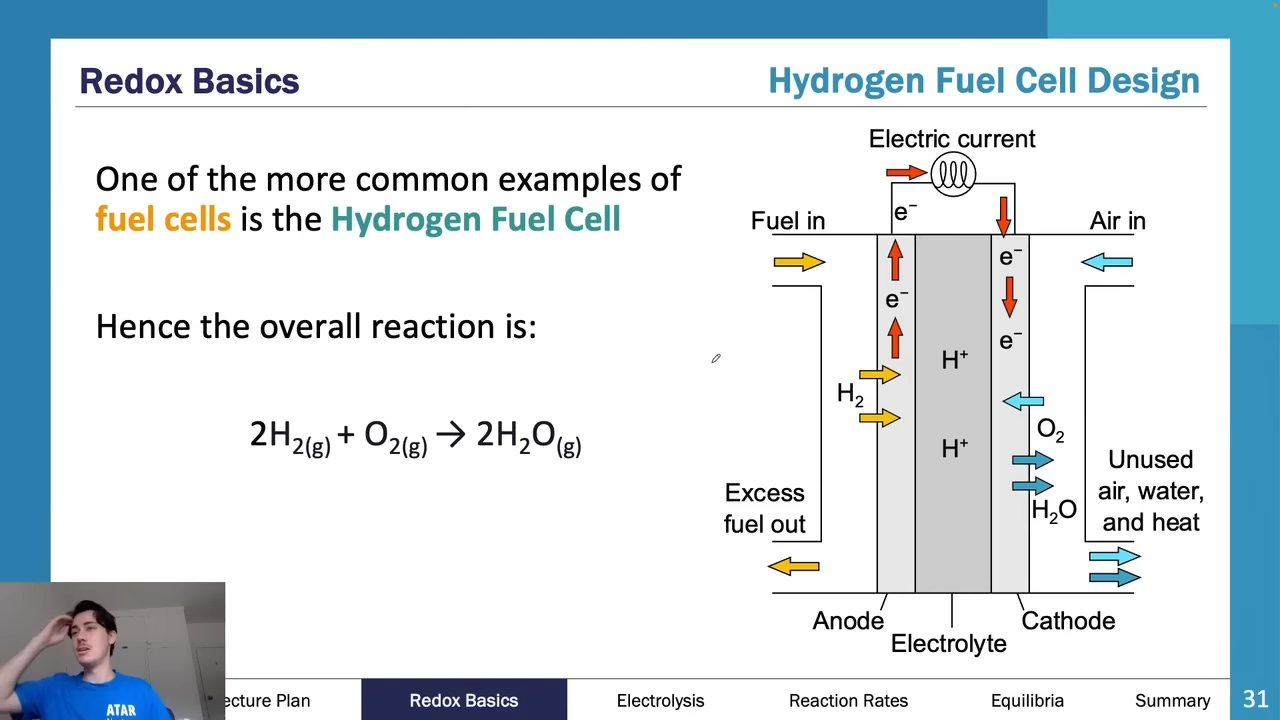 Redox Basics
Hydrogen Fuel Cell Design
One of the more common examples of
fuel cells is the Hydrogen Fuel Cell
Hence the overall reaction is:
2H₂(g) + O₂(g) → 2H₂O(g)
Electric current
e⁻
Fuel in
Air in
e⁻
e⁻
e⁻
H⁺
H₂
O₂
H⁺
Unused
air, water,
and heat
H₂O
Excess
fuel out
Anode
Cathode
Electrolyte
ATAR
ecture Plan
Redox Basics
Electrolysis
Reaction Rates
Equilibria
Summary
31